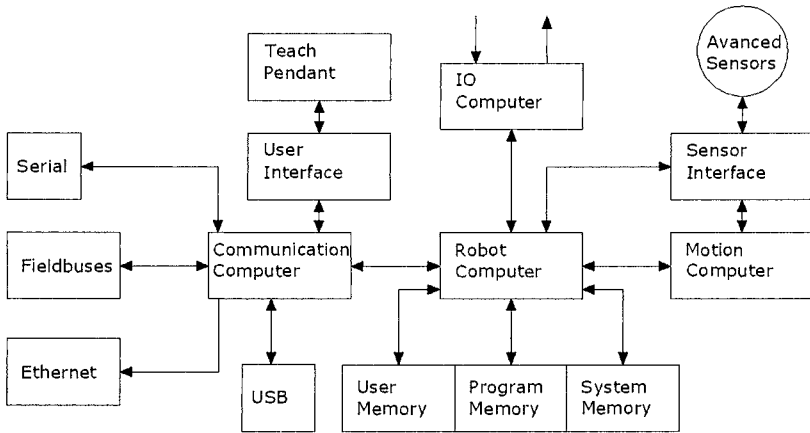 Teach
Pendant
IO
Computer
Avanced
Sensors
Serial
User
Interface
Sensor
Interface
Fieldbuses
Communication
Computer
Robot
Computer
Motion
Computer
Ethernet
USB
User
Memory
Program
Memory
System
Memory